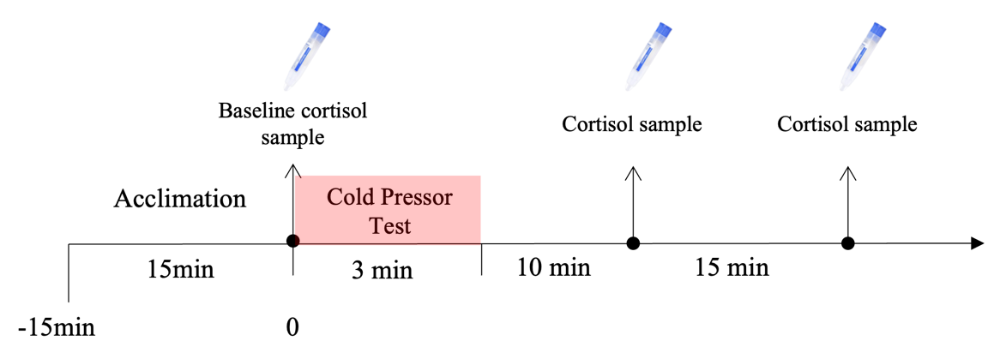 Baseline cortisol
sample
Cortisol sample
Cortisol sample
Acclimation
Cold Pressor
Test
15min
3 min
10 min
15 min
-15min
0